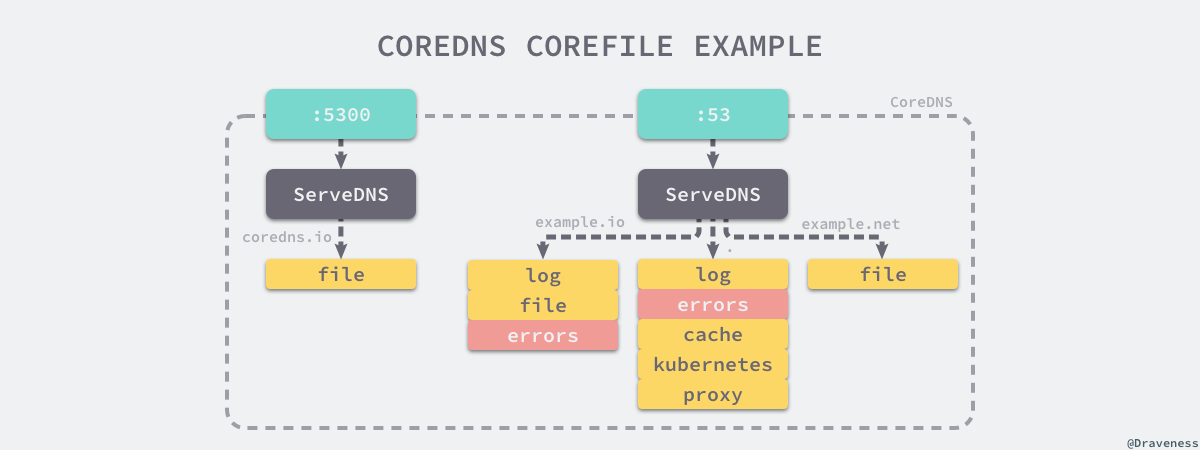 COREDNS COREFILE EXAMPLE
CoreDNS
:5300
:53
ServeDNS
ServeDNS
coredns.io
example.io
.
example.net
file
log
file
errors
log
errors
cache
kubernetes
proxy
file
@Draveness